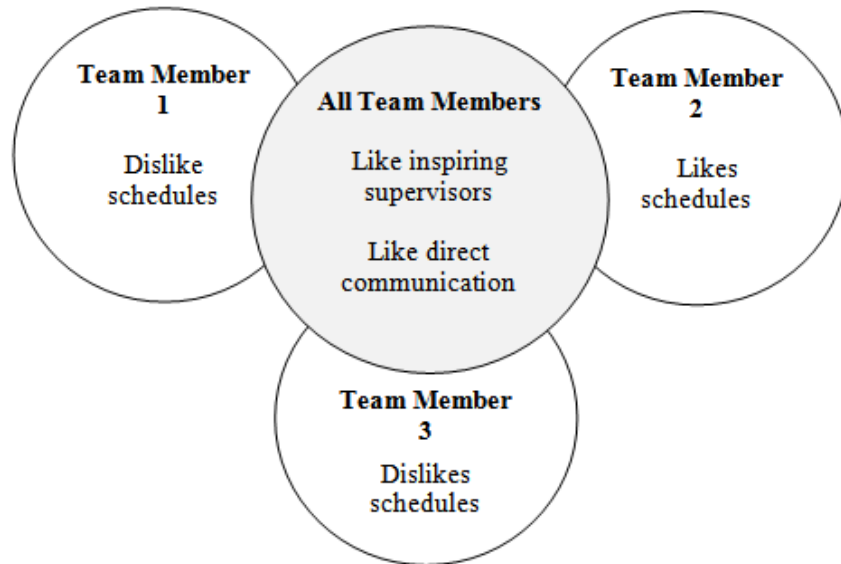 Team Member
1
Dislike
schedules
All Team Members
Like inspiring
supervisors
Like direct
communication
Team Member
2
Likes
schedules
Team Member
3
Dislikes
schedules